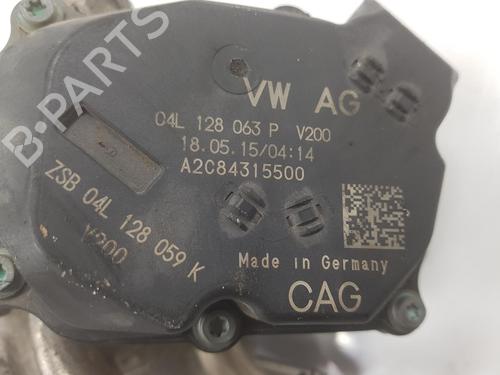 VW AG
04L 128 063 P V200
18.05.15/04:14
A2C84315500
ZSB 04L 128 059 K
V200
Made in Germany
CAG
B-PARTS